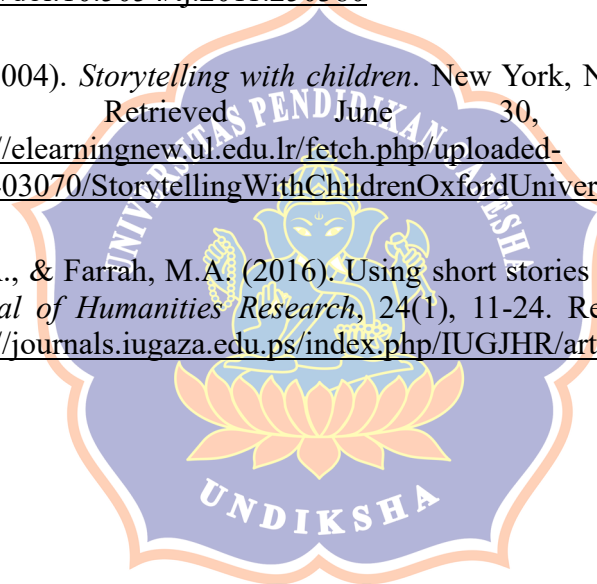 004). Storytelling with children. New York, N
Retrieved June 30,
//elearningnew.ul.edu.lr/fetch.php/uploaded-
03070/StorytellingWithChildrenOxfordUniver
., & Farrah, M.A. (2016). Using short stories
al of Humanities Research, 24(1), 11-24. Re
//journals.iugaza.edu.ps/index.php/IUGJHR/art
UNIVERSITAS PENDIDIKAN GANESHA
UNDIKSHA